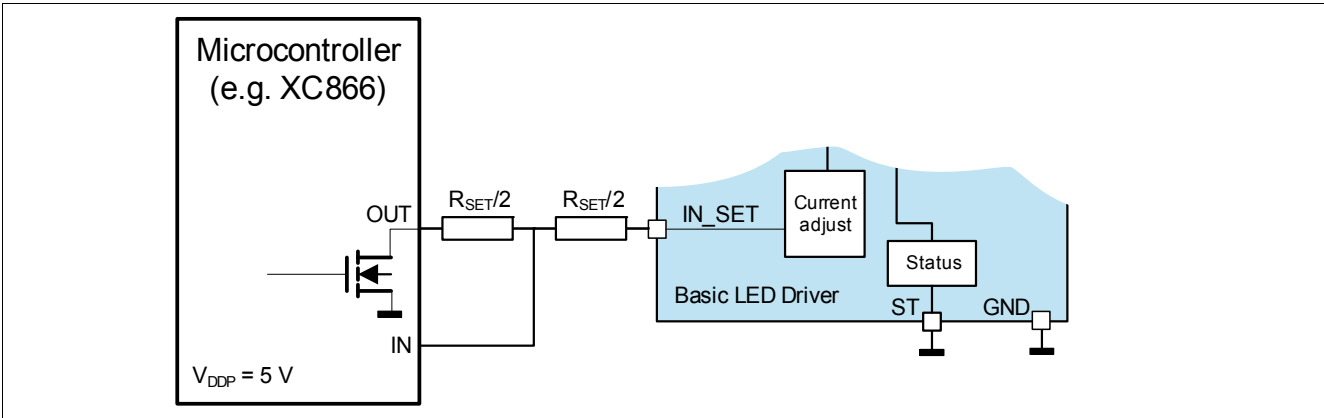 Microcontroller
(e.g. XC866)
OUT
R_SET/2
R_SET/2
IN_SET
Current
adjust
Status
Basic LED Driver
ST
GND
IN
V_DDP = 5 V